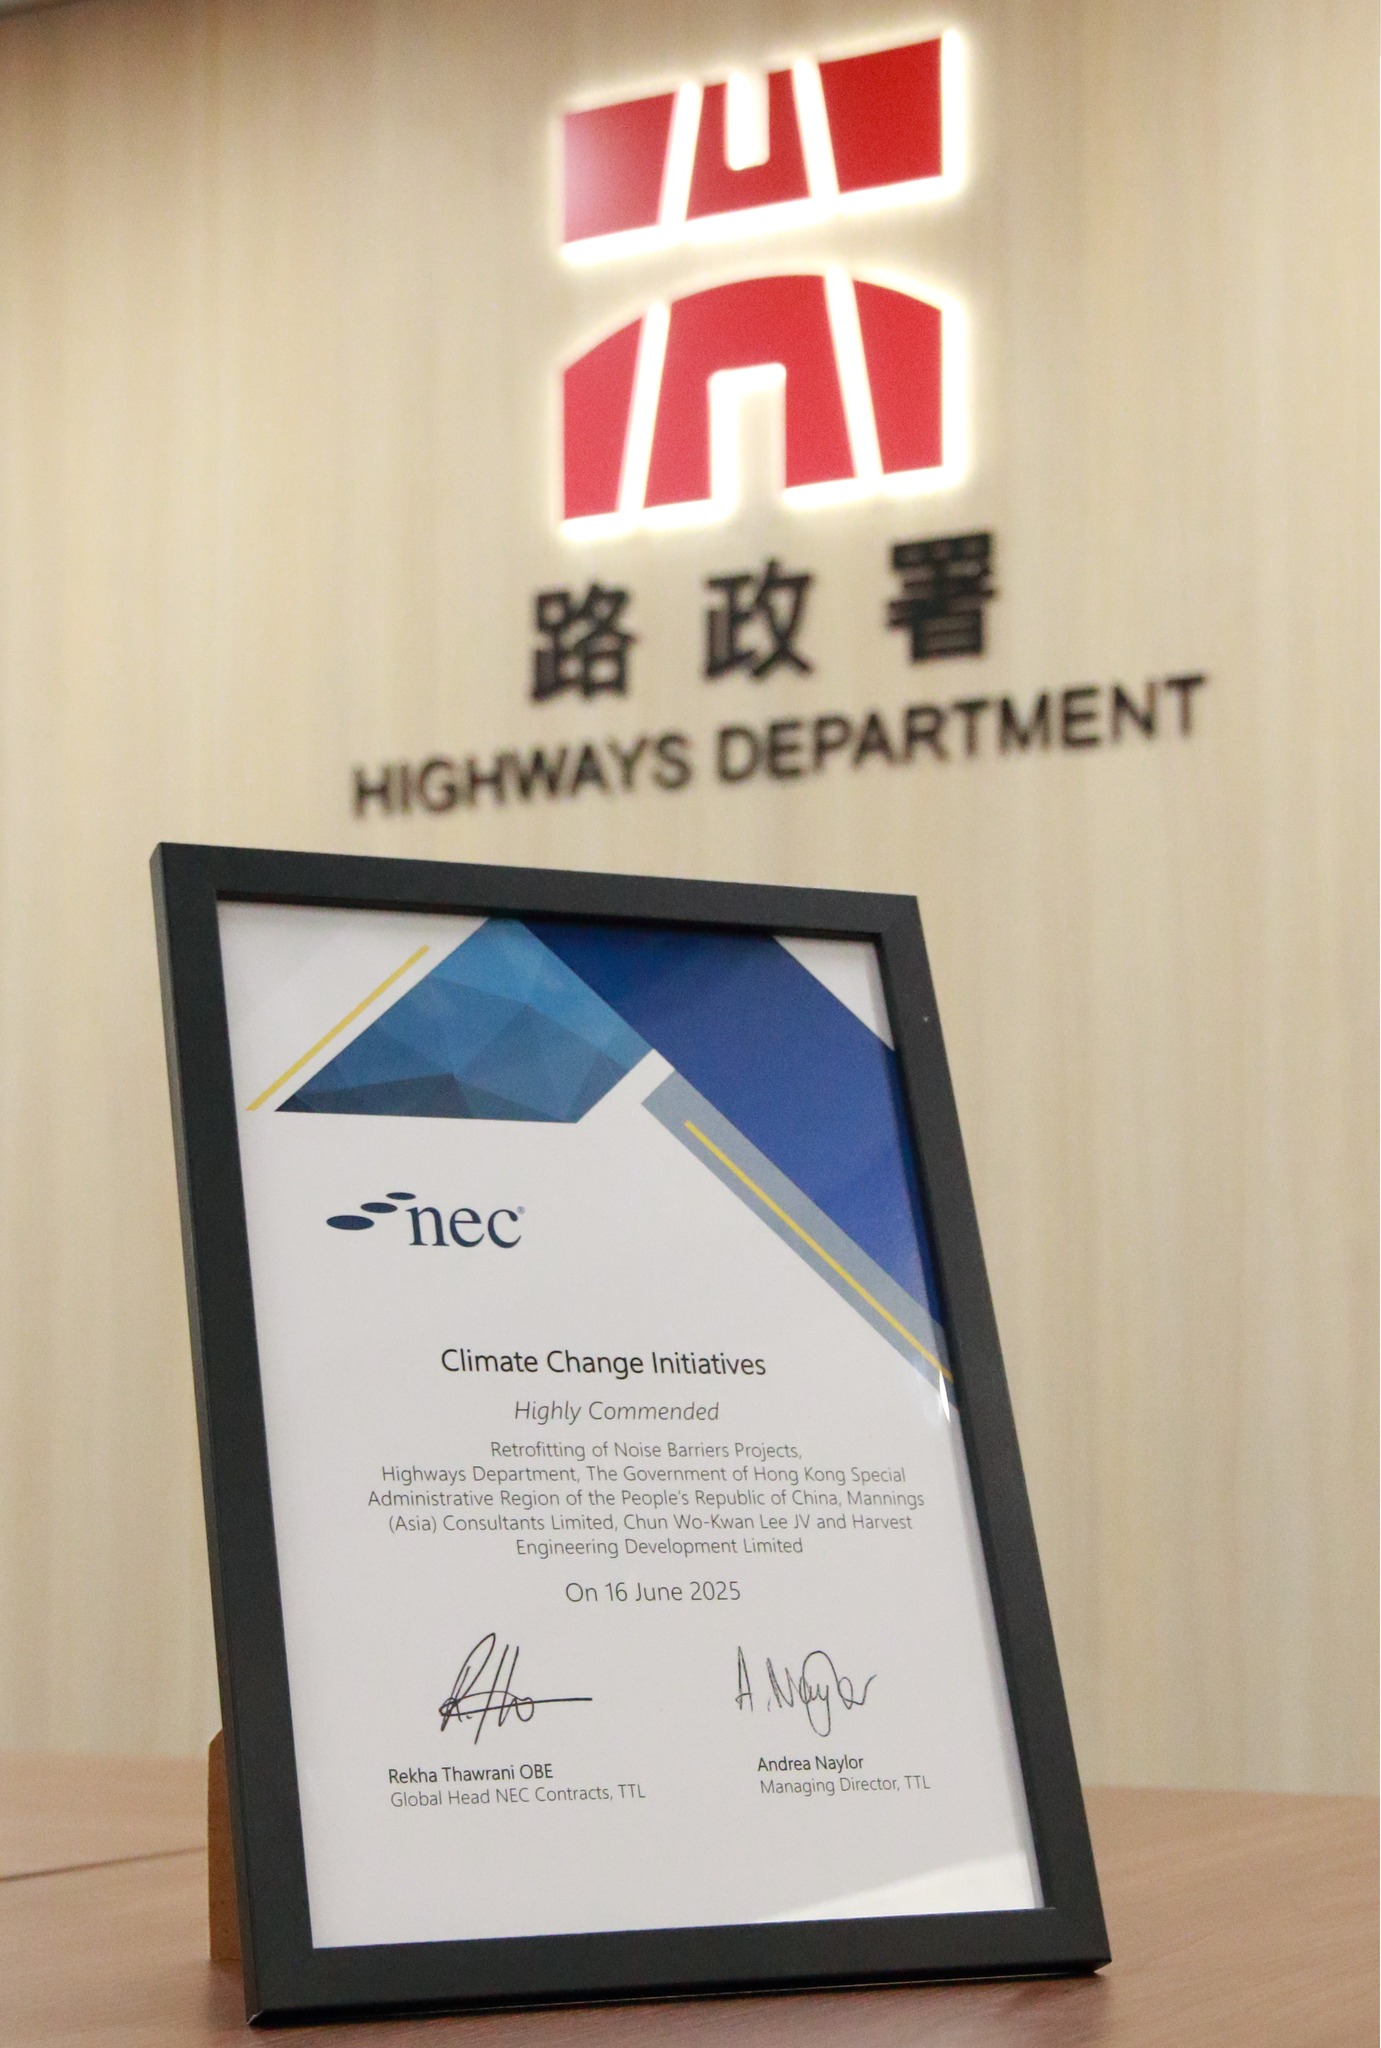 路政署
HIGHWAYS DEPARTMENT
nec®
Climate Change Initiatives
Highly Commended
Retrofitting of Noise Barriers Projects,
Highways Department, The Government of Hong Kong Special
Administrative Region of the People's Republic of China, Mannings
(Asia) Consultants Limited, Chun Wo-Kwan Lee JV and Harvest
Engineering Development Limited
On 16 June 2025
A. Naylor
Rekha Thawrani OBE
Global Head NEC Contracts, TTL
Andrea Naylor
Managing Director, TTL